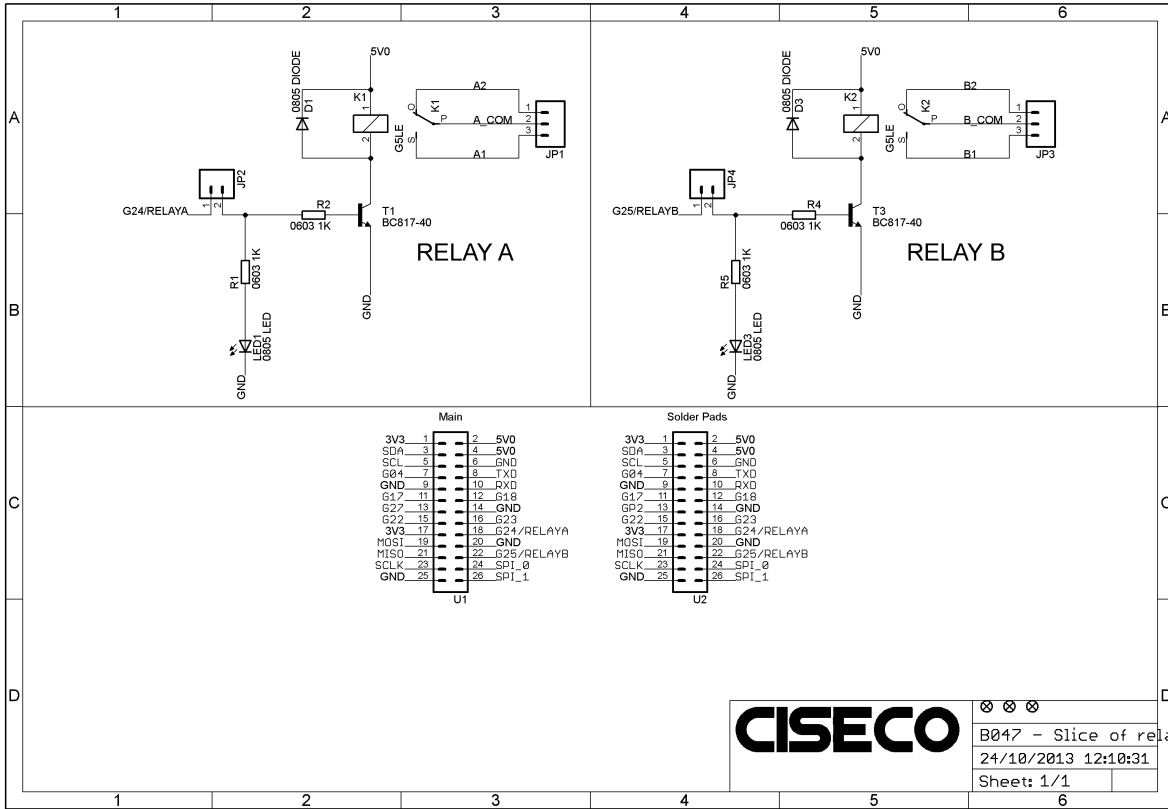 1 2 3 4 5 6
A
A
B
C
C
D
D
5V0
0805 DIODE
D1
K1
1
2
G5LE
O
S
P
K1
A2
A_COM
A1
1
2
3
JP1
JP2
1
2
G24/RELAYA
R2
0603 1K
T1
BC817-40
RELAY A
R1
0603 1K
LED1
0805 LED
GND
GND
5V0
0805 DIODE
D3
K2
1
2
G5LE
O
S
P
K2
B2
B_COM
B1
1
2
3
JP3
JP4
1
2
G25/RELAYB
R4
0603 1K
T3
BC817-40
RELAY B
R5
0603 1K
LED3
0805 LED
GND
GND
Main
3V3 1 2 5V0
SDA 3 4 5V0
SCL 5 6 GND
G04 7 8 TXD
GND 9 10 RXD
G17 11 12 G18
G27 13 14 GND
G22 15 16 G23
3V3 17 18 G24/RELAYA
MOSI 19 20 GND
MISO 21 22 G25/RELAYB
SCLK 23 24 SPI_0
GND 25 26 SPI_1
U1
Solder Pads
3V3 1 2 5V0
SDA 3 4 5V0
SCL 5 6 GND
G04 7 8 TXD
GND 9 10 RXD
G17 11 12 G18
GP2 13 14 GND
G22 15 16 G23
3V3 17 18 G24/RELAYA
MOSI 19 20 GND
MISO 21 22 G25/RELAYB
SCLK 23 24 SPI_0
GND 25 26 SPI_1
U2
CISECO
B047 - Slice of rela
24/10/2013 12:10:31
Sheet: 1/1
1 2 3 4 5 6